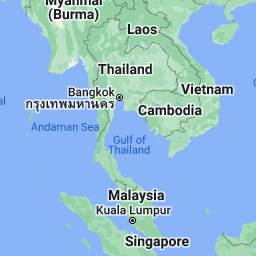 Myanmar
(Burma)
Laos
Thailand
Bangkok
กรุงเทพมหานคร
Vietnam
Cambodia
Andaman Sea
Gulf of
Thailand
Malaysia
Kuala Lumpur
Singapore